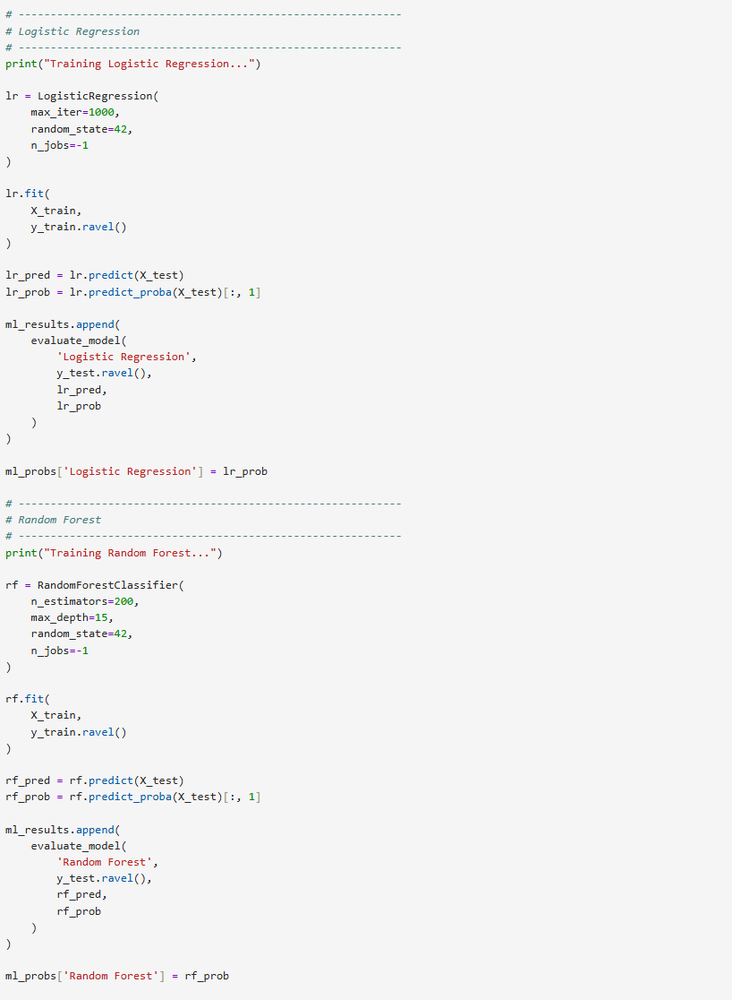 # ------------------------------------------------------------
# Logistic Regression
# ------------------------------------------------------------
print("Training Logistic Regression...")

lr = LogisticRegression(
    max_iter=1000,
    random_state=42,
    n_jobs=-1
)

lr.fit(
    X_train,
    y_train.ravel()
)

lr_pred = lr.predict(X_test)
lr_prob = lr.predict_proba(X_test)[:, 1]

ml_results.append(
    evaluate_model(
        'Logistic Regression',
        y_test.ravel(),
        lr_pred,
        lr_prob
    )
)

ml_probs['Logistic Regression'] = lr_prob

# ------------------------------------------------------------
# Random Forest
# ------------------------------------------------------------
print("Training Random Forest...")

rf = RandomForestClassifier(
    n_estimators=200,
    max_depth=15,
    random_state=42,
    n_jobs=-1
)

rf.fit(
    X_train,
    y_train.ravel()
)

rf_pred = rf.predict(X_test)
rf_prob = rf.predict_proba(X_test)[:, 1]

ml_results.append(
    evaluate_model(
        'Random Forest',
        y_test.ravel(),
        rf_pred,
        rf_prob
    )
)

ml_probs['Random Forest'] = rf_prob